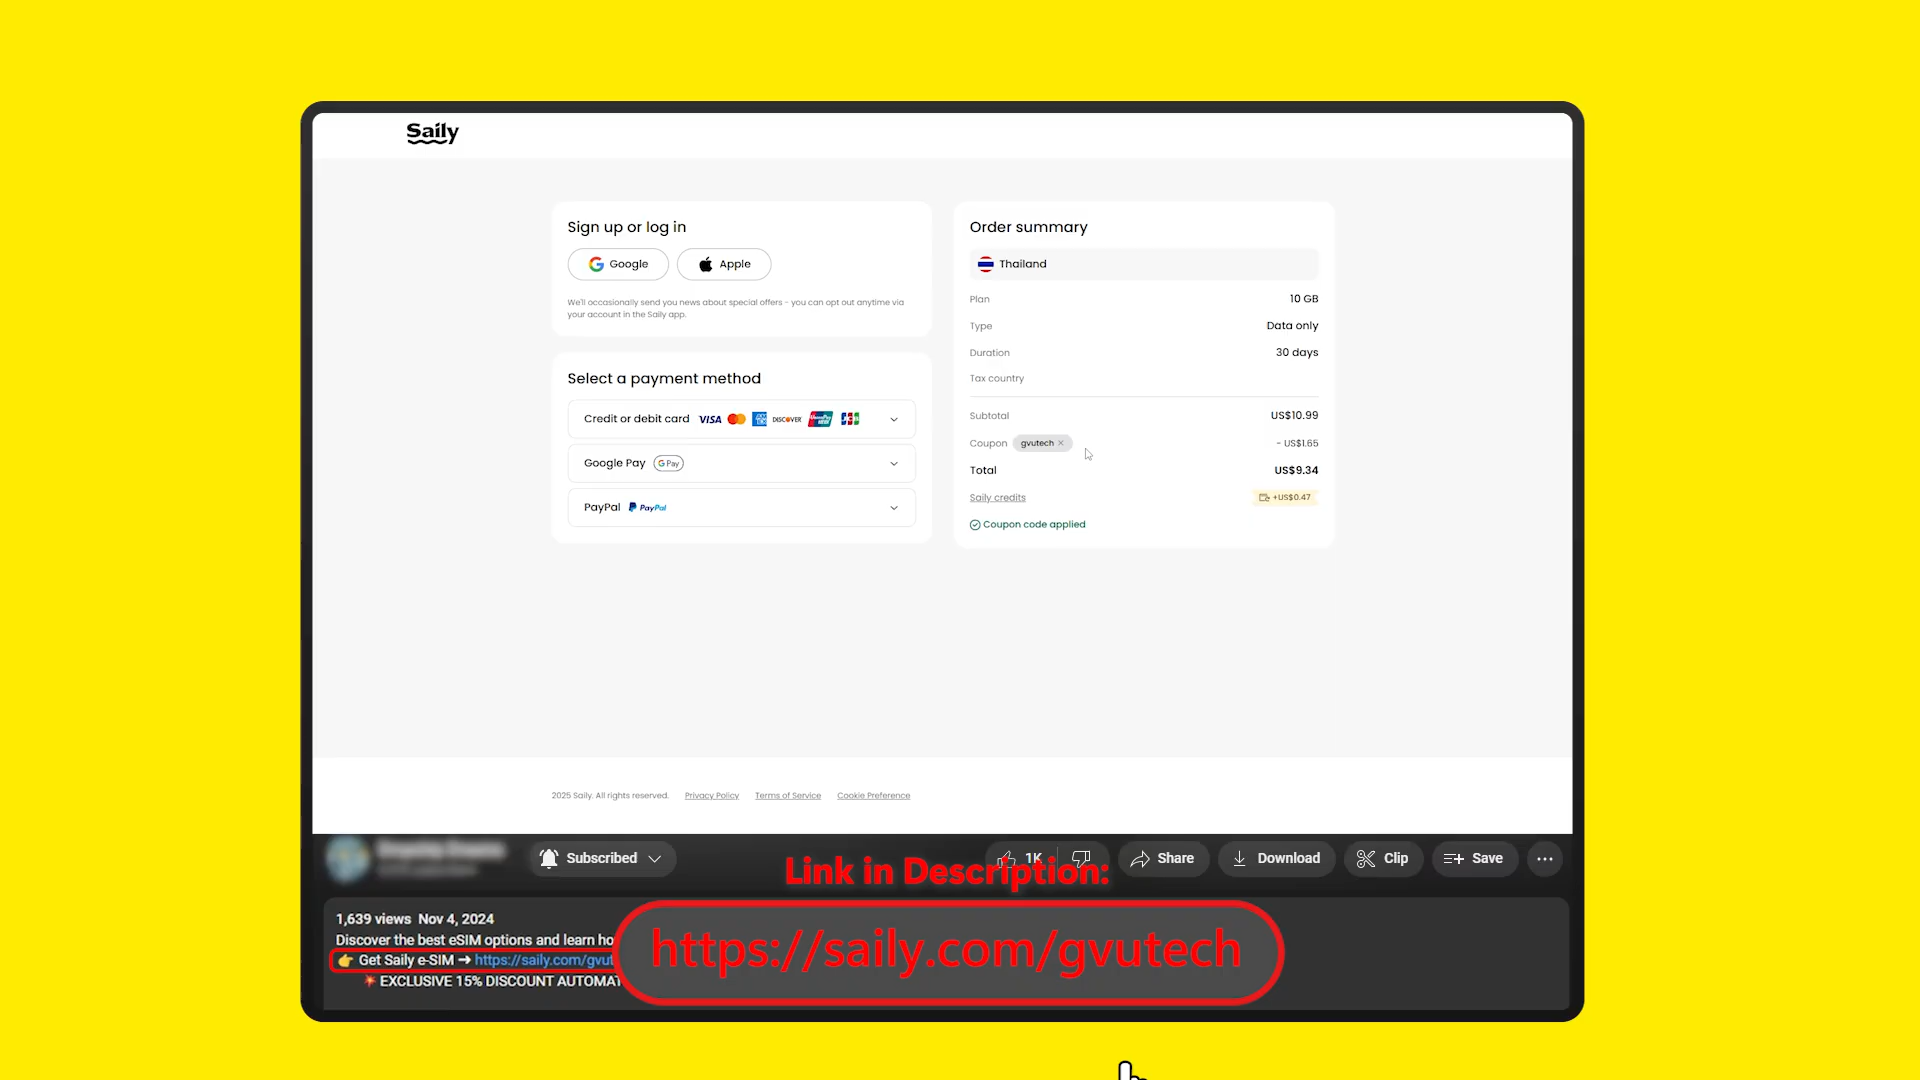 Saily
Sign up or log in
Google
Apple
We'll occasionally send you news about special offers - you can opt out anytime via
your account in the Saily app.
Select a payment method
Credit or debit card VISA DISCOVER
Google Pay G Pay
PayPal PayPal
Order summary
Thailand
Plan 10 GB
Type Data only
Duration 30 days
Tax country
Subtotal US$10.99
Coupon gvutech × - US$1.65
Total US$9.34
Saily credits +US$0.47
Coupon code applied
2025 Saily. All rights reserved. Privacy Policy Terms of Service Cookie Preference
Subscribed
1K
Share
Download
Clip
Save
Link in Description:
1,639 views Nov 4, 2024
Discover the best eSIM options and learn ho
👉 Get Saily e-SIM ➜ https://saily.com/gvut
💥 EXCLUSIVE 15% DISCOUNT AUTOMAT
https://saily.com/gvutech